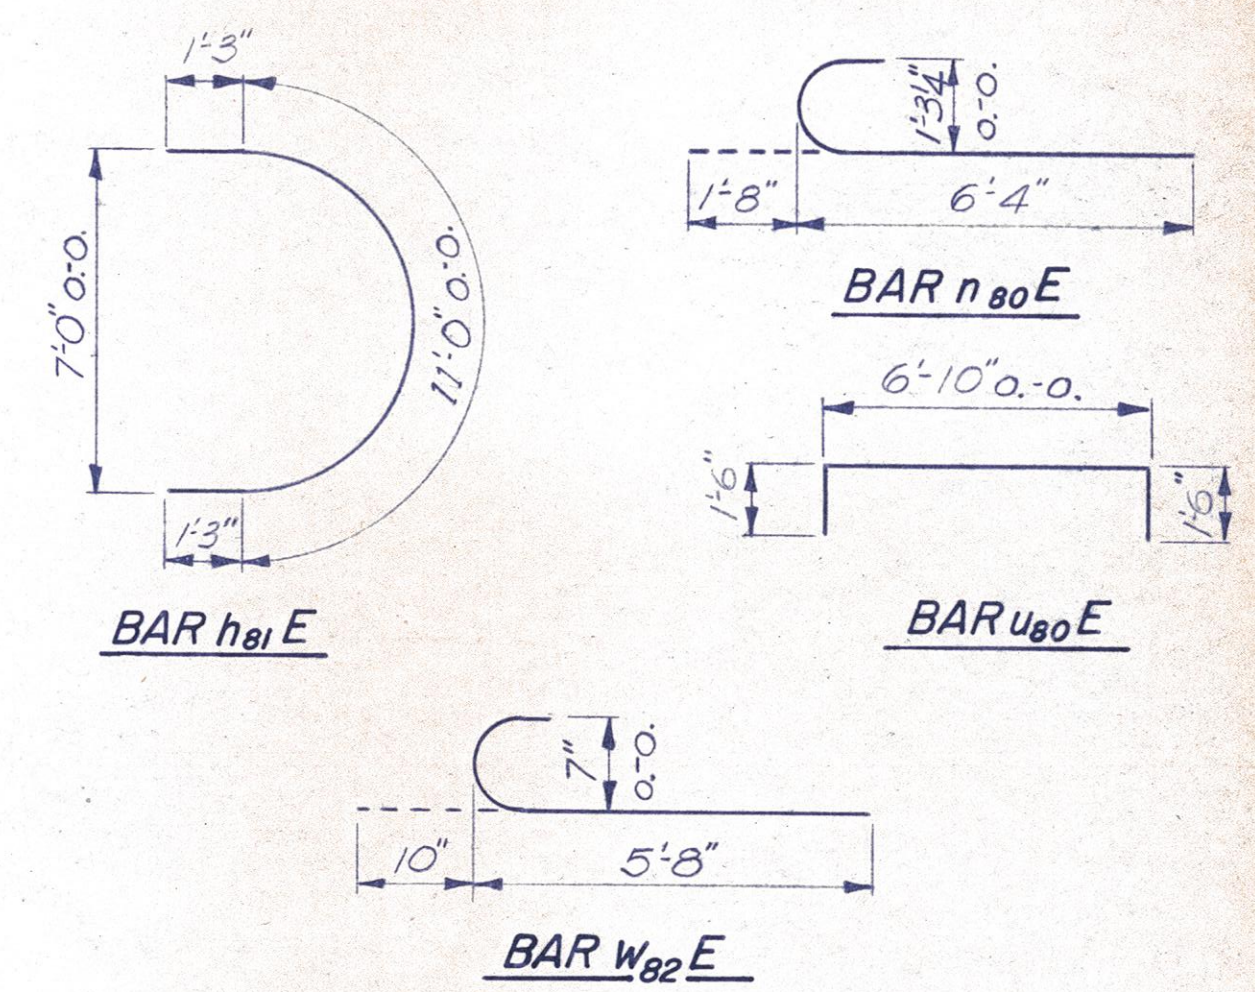 1'-3"
7'-0" o.-o.
11'-0" o.-o.
1'-3"
BAR h81 E
1'-3¼"
o.-o.
1'-8"
6'-4"
BAR n80 E
6'-10" o.-o.
1'-6"
1'-6"
BAR u80 E
7"
o.-o.
10"
5'-8"
BAR w82 E